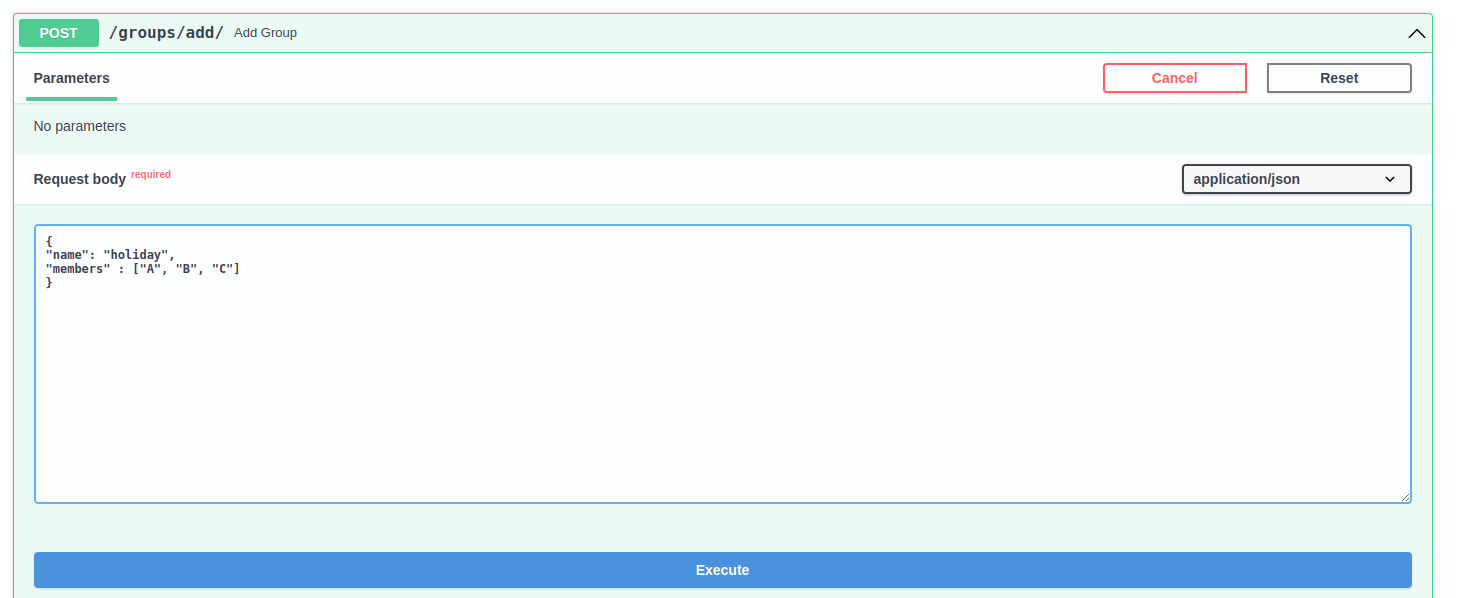 POST /groups/add/ Add Group
Parameters Cancel Reset
No parameters
Request body required application/json
{
"name": "holiday",
"members" : ["A", "B", "C"]
}
Execute